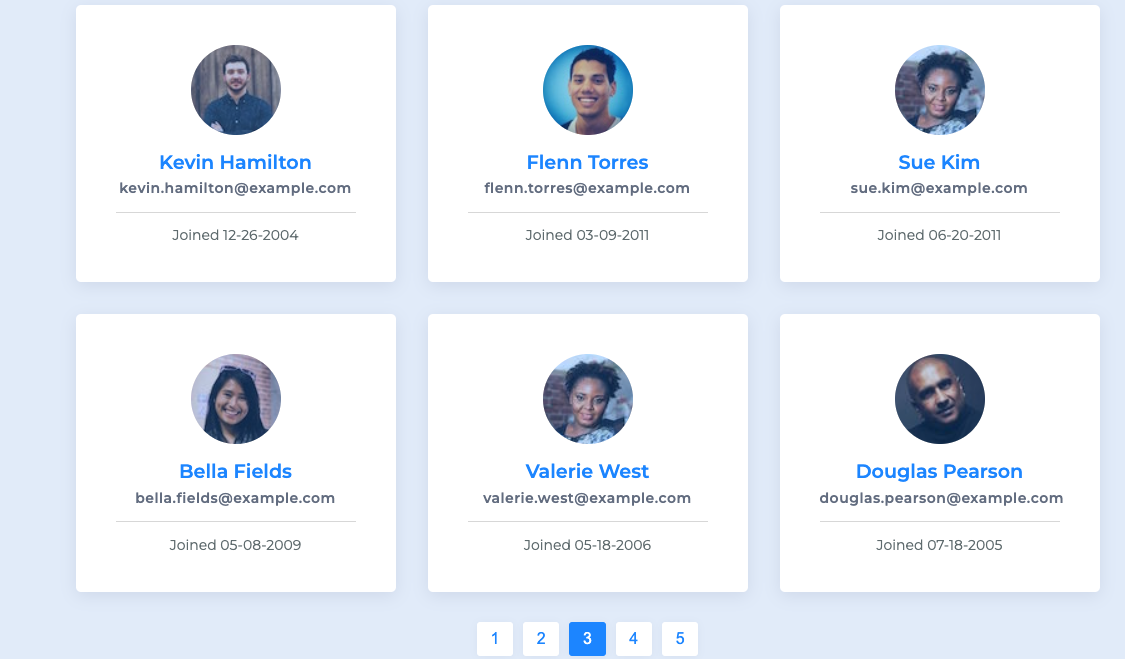 Kevin Hamilton
kevin.hamilton@example.com
Joined 12-26-2004
Flenn Torres
flenn.torres@example.com
Joined 03-09-2011
Sue Kim
sue.kim@example.com
Joined 06-20-2011
Bella Fields
bella.fields@example.com
Joined 05-08-2009
Valerie West
valerie.west@example.com
Joined 05-18-2006
Douglas Pearson
douglas.pearson@example.com
Joined 07-18-2005
1 2 3 4 5